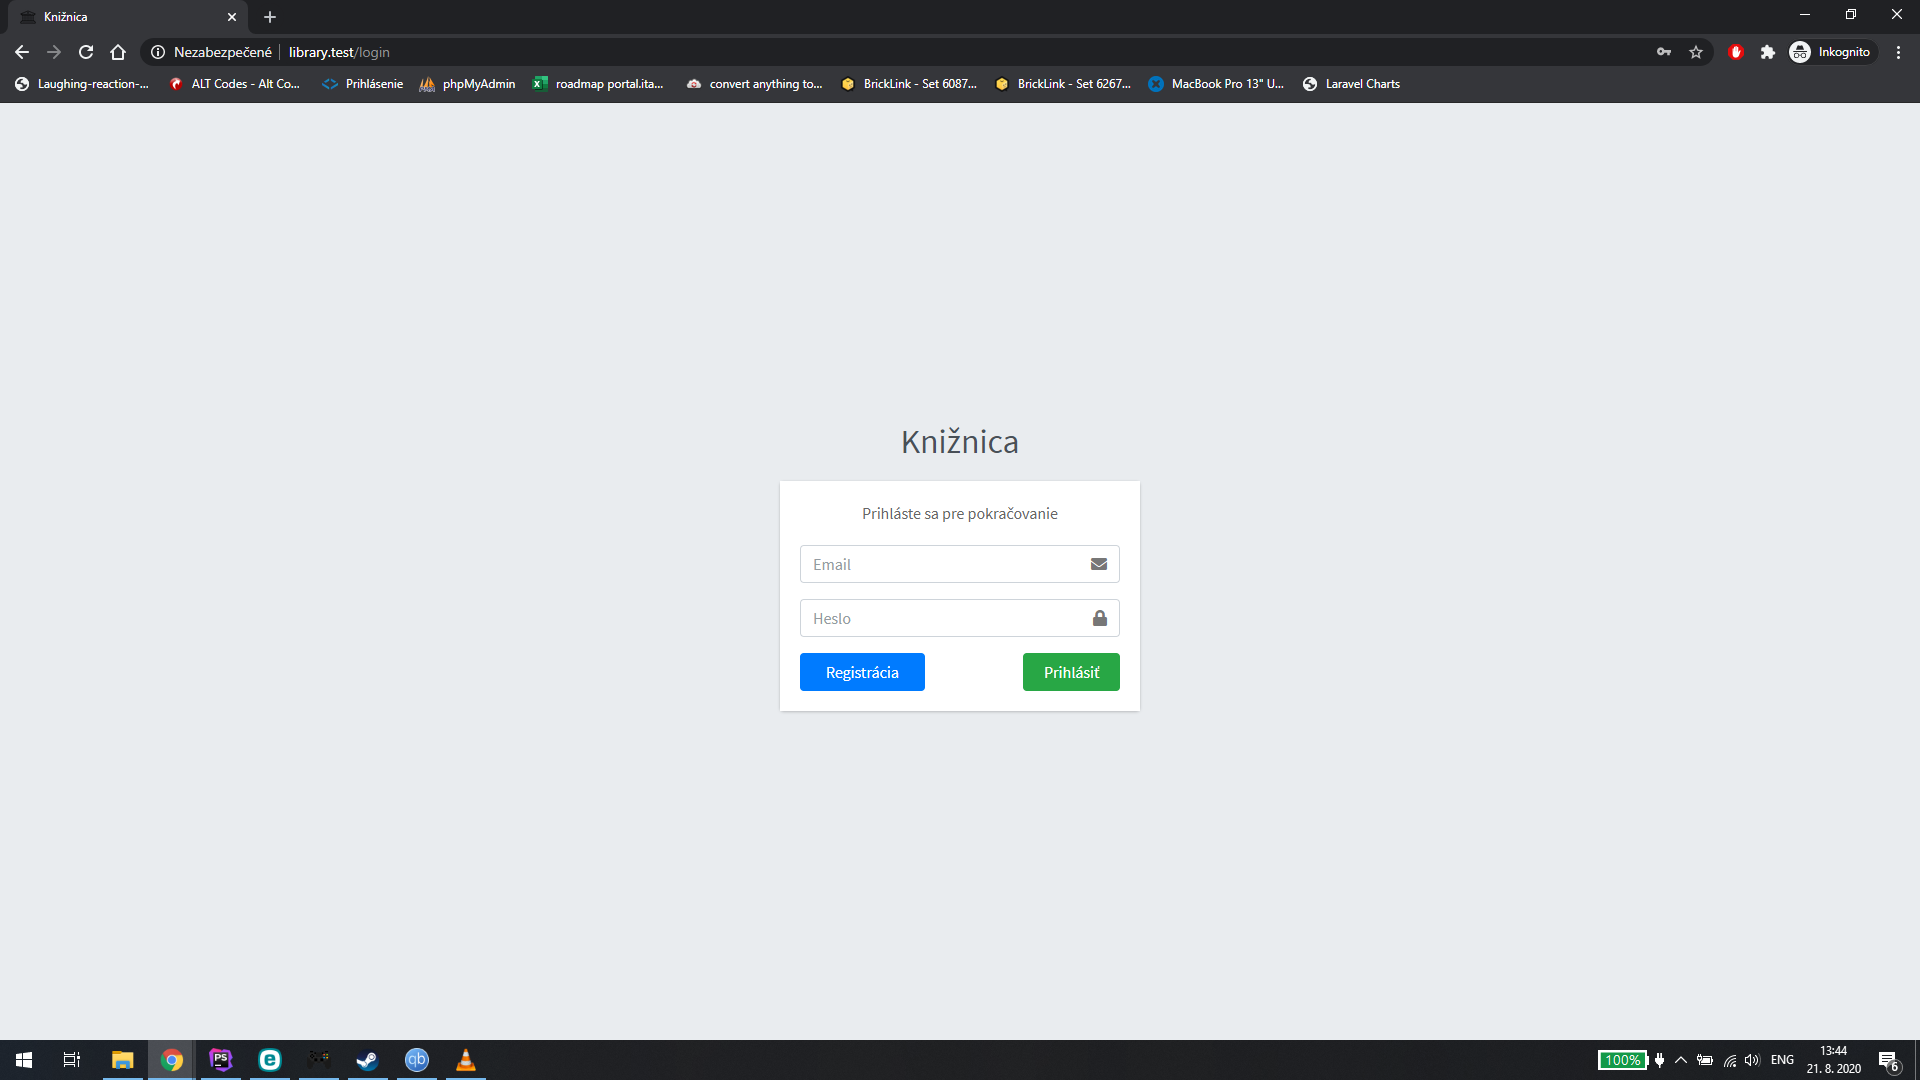 Knižnica
Nezabezpečené library.test/login Inkognito
Laughing-reaction-... ALT Codes - Alt Co... Prihlásenie phpMyAdmin roadmap portal.ita... convert anything to... BrickLink - Set 6087... BrickLink - Set 6267... MacBook Pro 13" U... Laravel Charts
Knižnica
Prihláste sa pre pokračovanie
Email
Heslo
Registrácia Prihlásiť
PS e qb 100% ENG 13:44
21. 8. 2020 6